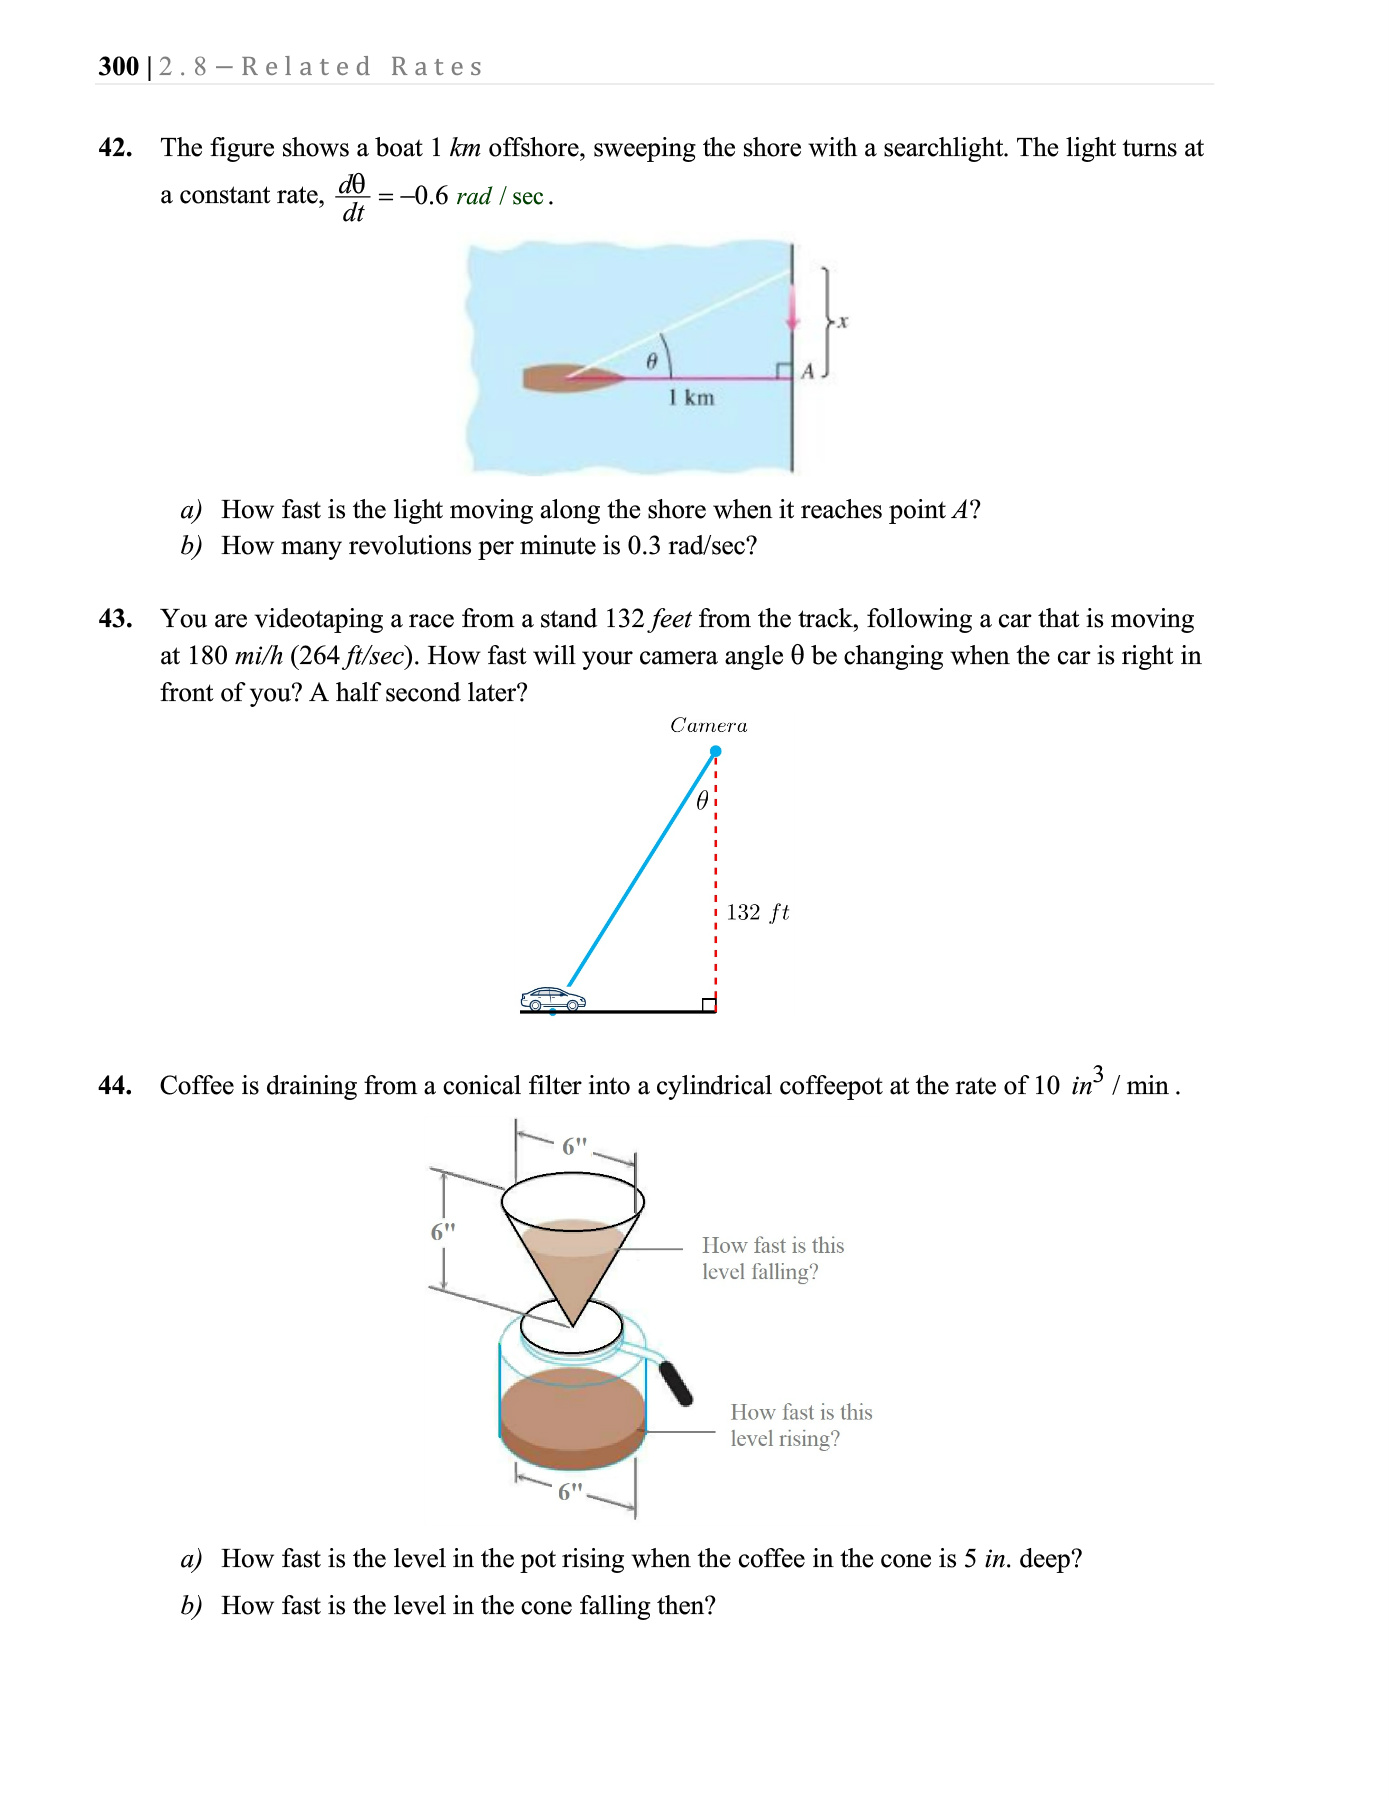 300 | 2.8 – Related Rates
42. The figure shows a boat 1 km offshore, sweeping the shore with a searchlight. The light turns at
a constant rate, dθ/dt = –0.6 rad / sec .
x
θ
A
1 km
a) How fast is the light moving along the shore when it reaches point A?
b) How many revolutions per minute is 0.3 rad/sec?
43. You are videotaping a race from a stand 132 feet from the track, following a car that is moving
at 180 mi/h (264 ft/sec). How fast will your camera angle θ be changing when the car is right in
front of you? A half second later?
Camera
θ
132 ft
44. Coffee is draining from a conical filter into a cylindrical coffeepot at the rate of 10 in³ / min .
6"
6"
How fast is this
level falling?
How fast is this
level rising?
6"
a) How fast is the level in the pot rising when the coffee in the cone is 5 in. deep?
b) How fast is the level in the cone falling then?